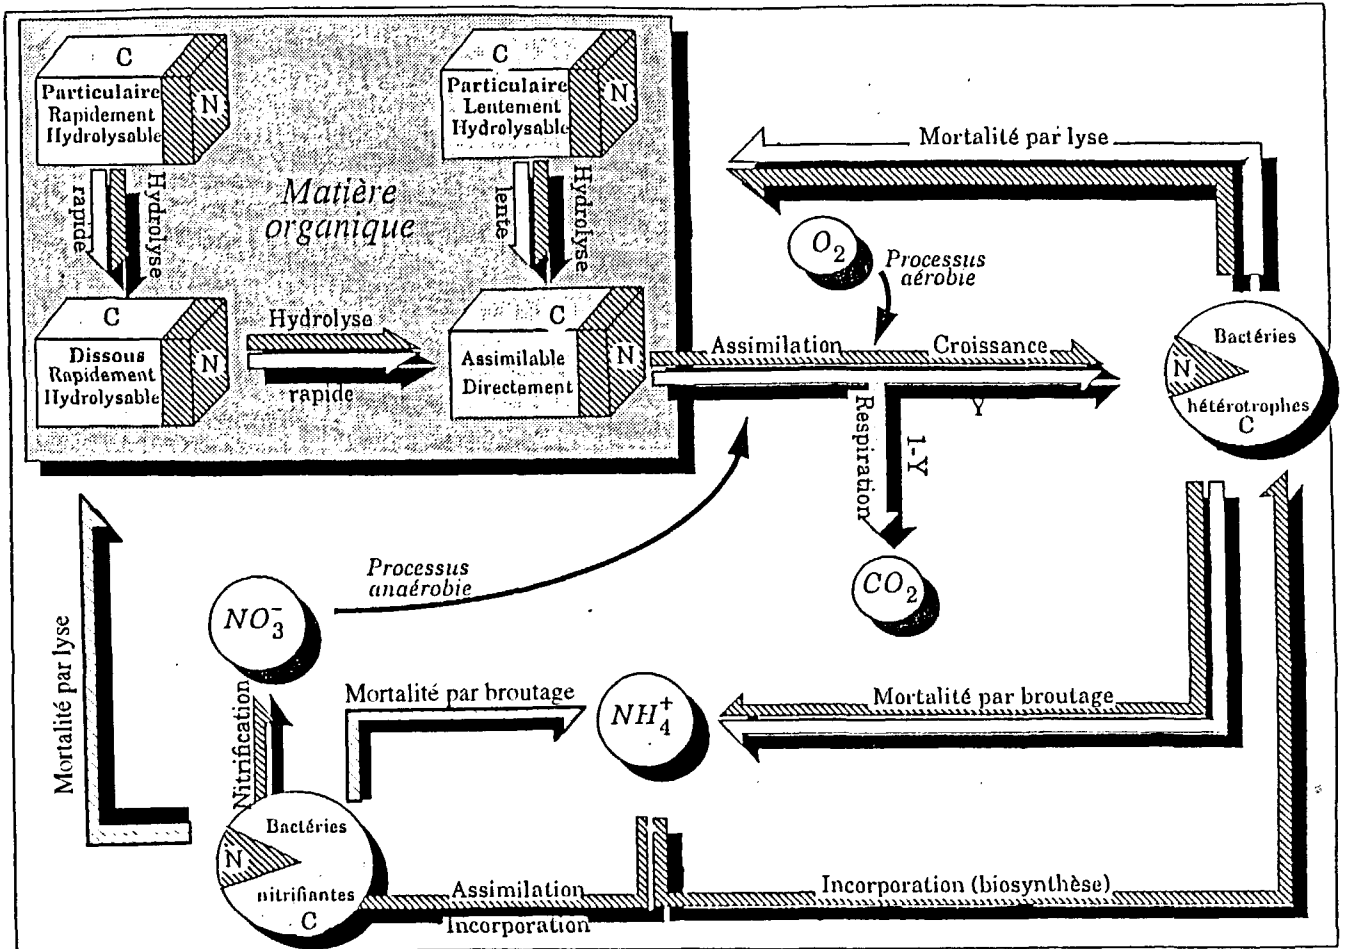 C
Particulaire
Rapidement
Hydrolysable
N
C
Particulaire
Lentement
Hydrolysable
N
Hydrolyse
rapide
Matière
organique
Hydrolyse
lente
C
Dissous
Rapidement
Hydrolysable
N
Hydrolyse
rapide
C
Assimilable
Directement
N
Mortalité par lyse
O₂
Processus
aérobie
Assimilation
Croissance
Y
Respiration
1-Y
CO₂
Bactéries
N
hétérotrophes
C
Processus
anaérobie
NO₃⁻
Mortalité par lyse
Nitrification
Mortalité par broutage
NH₄⁺
Mortalité par broutage
Bactéries
N
nitrifiantes
C
Assimilation
Incorporation
Incorporation (biosynthèse)